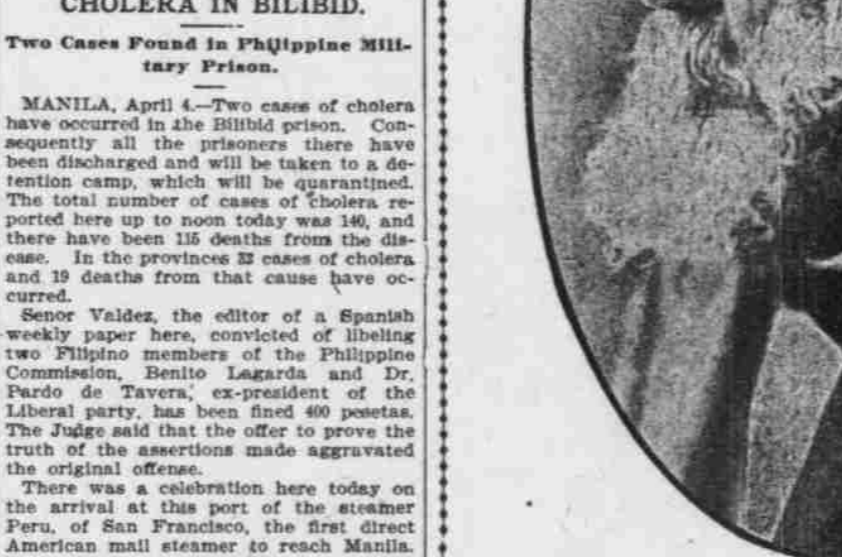 CHOLERA IN BILIBID.
Two Cases Found in Philippine Mili-
tary Prison.
MANILA, April 4.—Two cases of cholera
have occurred in the Bilibid prison. Con-
sequently all the prisoners there have
been discharged and will be taken to a de-
tention camp, which will be quarantined.
The total number of cases of cholera re-
ported here up to noon today was 140, and
there have been 115 deaths from the dis-
ease. In the provinces cases of cholera
and 19 deaths from that cause have oc-
curred.
Senor Valdez, the editor of a Spanish
weekly paper here, convicted of libeling
two Filipino members of the Philippine
Commission, Benito Lagarda and Dr.
Pardo de Tavera, ex-president of the
Liberal party, has been fined 400 pesetas.
The Judge said that the offer to prove the
truth of the assertions made aggravated
the original offense.
There was a celebration here today on
the arrival at this port of the steamer
Peru, of San Francisco, the first direct
American mail steamer to reach Manila.